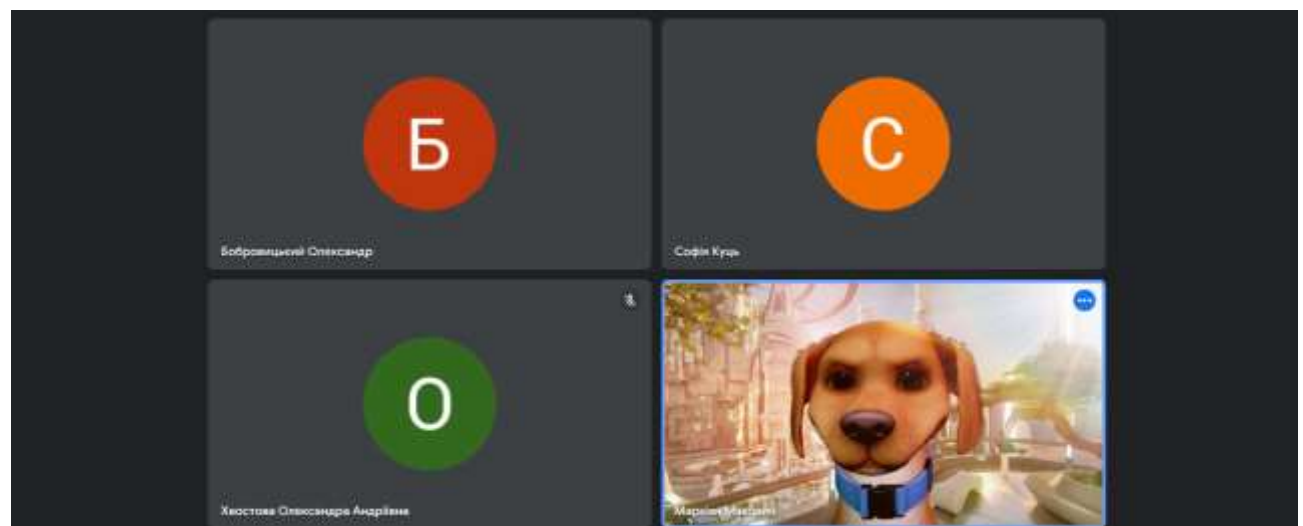 Б
С
Бобровицький Олександр
Софія Куць
О
Хвостова Олександра Андріївна